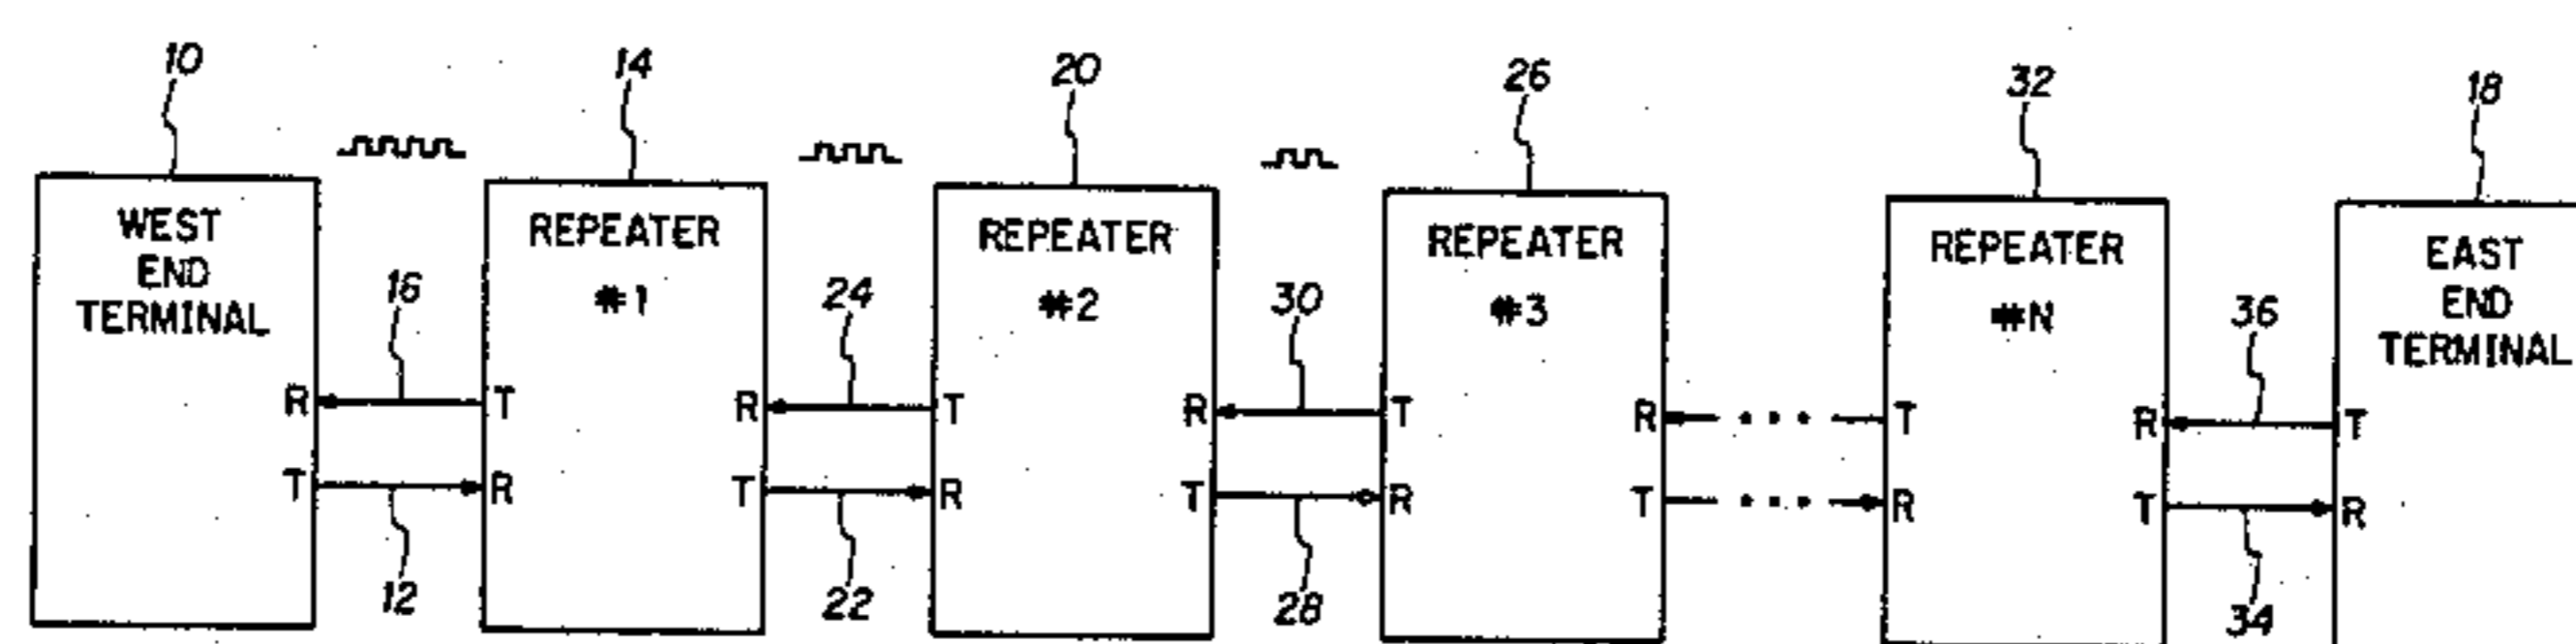 10 14 20 26 32 18
WEST
END
TERMINAL
REPEATER
#1
REPEATER
#2
REPEATER
#3
REPEATER
#N
EAST
END
TERMINAL
16 24 30 36
R T R T R T R ... T R T
T R T R T R T ... R T R
12 22 28 34